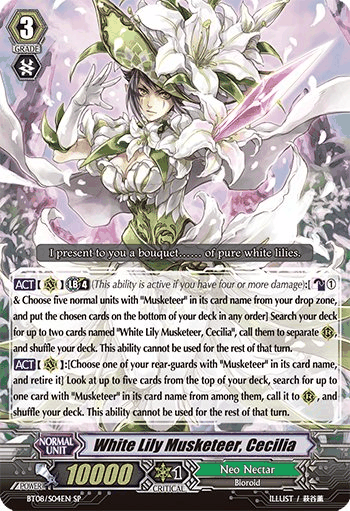 3
GRADE
I present to you a bouquet…… of pure white lilies.
ACT [ ] LB 4 (This ability is active if you have four or more damage):[ ①
& Choose five normal units with "Musketeer" in its card name from your drop zone,
and put the chosen cards on the bottom of your deck in any order] Search your deck
for up to two cards named "White Lily Musketeer, Cecilia", call them to separate ,
and shuffle your deck. This ability cannot be used for the rest of that turn.
ACT [ ]:[Choose one of your rear-guards with "Musketeer" in its card name,
and retire it] Look at up to five cards from the top of your deck, search for up to
one card with "Musketeer" in its card name from among them, call it to , and
shuffle your deck. This ability cannot be used for the rest of that turn.
NORMAL UNIT
White Lily Musketeer, Cecilia
POWER 10000
1 CRITICAL
Neo Nectar
Bioroid
BT08/S04EN SP
ILLUST / 萩谷薫